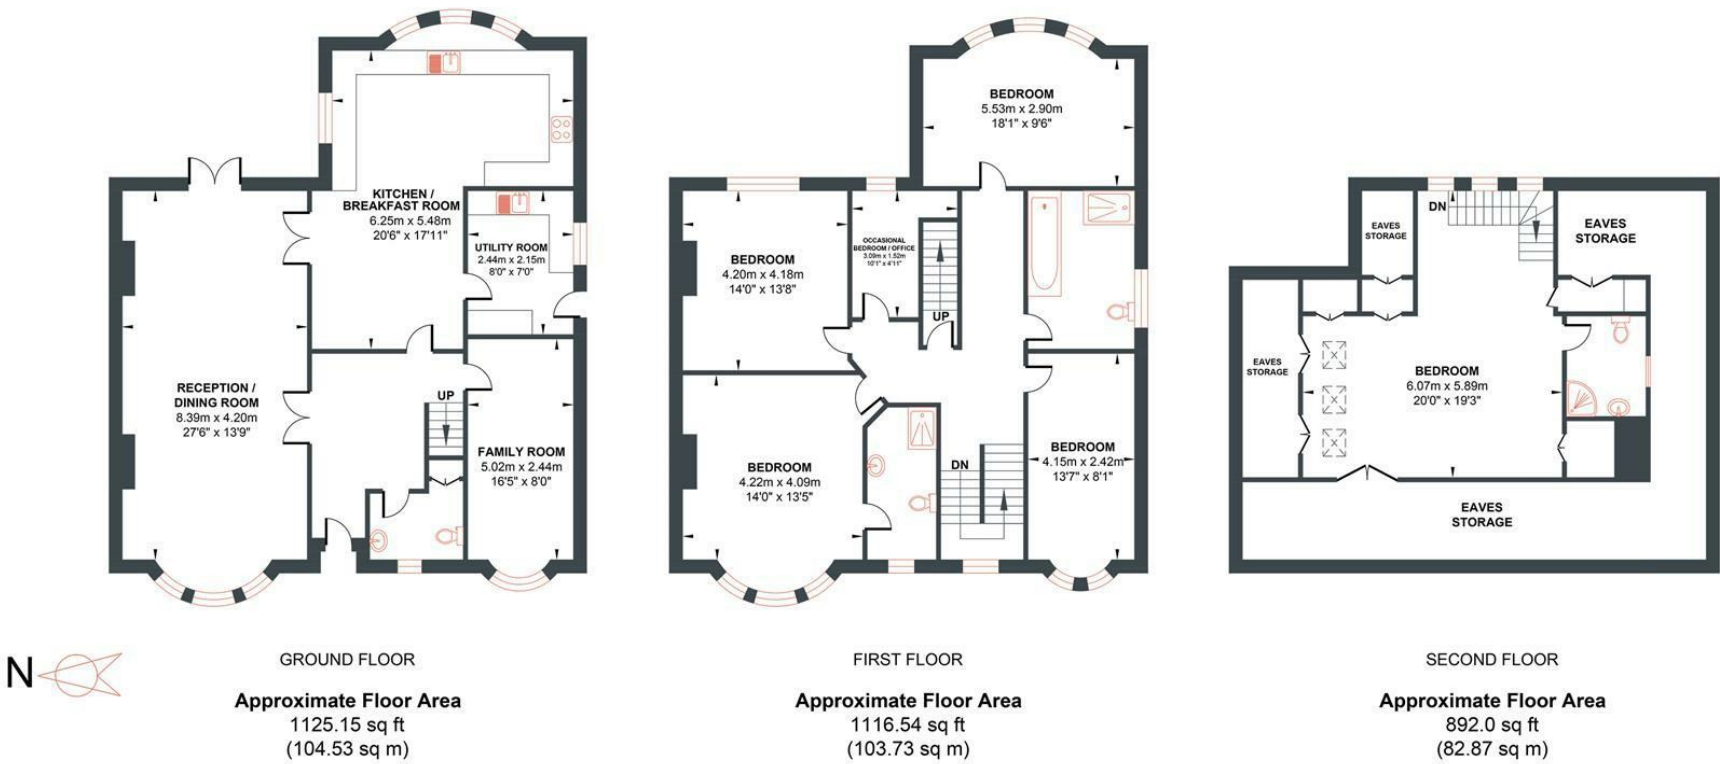 KITCHEN /
BREAKFAST ROOM
6.25m x 5.48m
20'6" x 17'11"
UTILITY ROOM
2.44m x 2.15m
8'0" x 7'0"
RECEPTION /
DINING ROOM
8.39m x 4.20m
27'6" x 13'9"
UP
FAMILY ROOM
5.02m x 2.44m
16'5" x 8'0"
BEDROOM
5.53m x 2.90m
18'1" x 9'6"
BEDROOM
4.20m x 4.18m
14'0" x 13'8"
OCCASIONAL
BEDROOM / OFFICE
3.09m x 1.52m
10'1" x 4'11"
UP
BEDROOM
4.22m x 4.09m
14'0" x 13'5"
DN
BEDROOM
4.15m x 2.42m
13'7" x 8'1"
DN
EAVES
STORAGE
EAVES
STORAGE
EAVES
STORAGE
BEDROOM
6.07m x 5.89m
20'0" x 19'3"
EAVES
STORAGE
N
GROUND FLOOR
Approximate Floor Area
1125.15 sq ft
(104.53 sq m)
FIRST FLOOR
Approximate Floor Area
1116.54 sq ft
(103.73 sq m)
SECOND FLOOR
Approximate Floor Area
892.0 sq ft
(82.87 sq m)